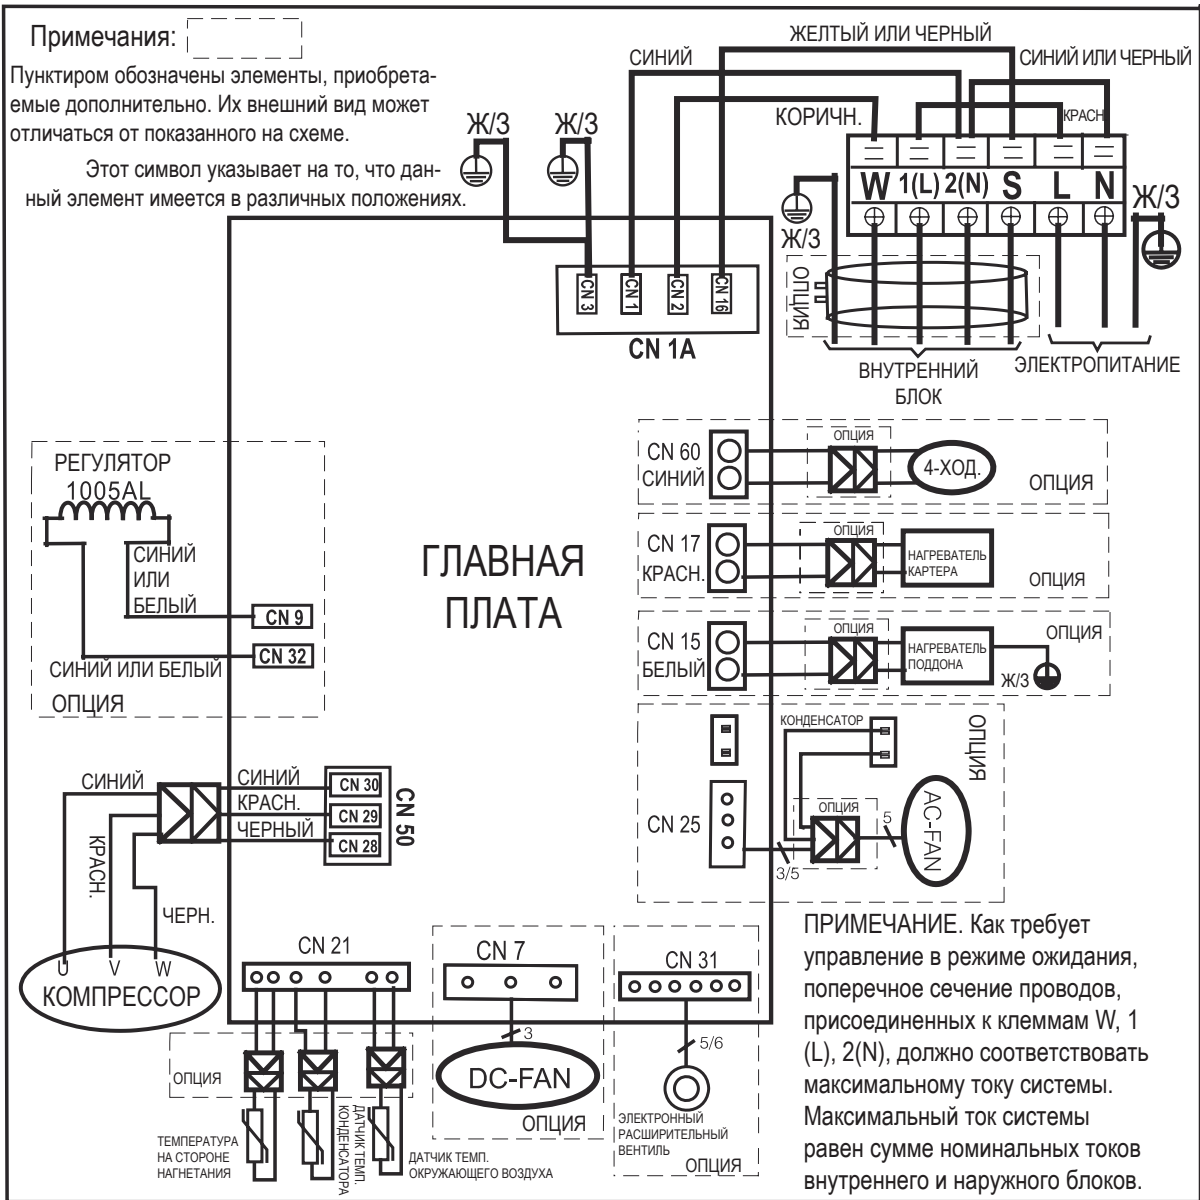 Примечания:
Пунктиром обозначены элементы, приобрета-
емые дополнительно. Их внешний вид может
отличаться от показанного на схеме.
Этот символ указывает на то, что дан-
ный элемент имеется в различных положениях.
ЖЕЛТЫЙ ИЛИ ЧЕРНЫЙ
СИНИЙ
СИНИЙ ИЛИ ЧЕРНЫЙ
КОРИЧН.
КРАСН
Ж/З
Ж/З
W 1(L) 2(N) S L N
Ж/З
Ж/З
ОПЦИЯ
CN 3
CN 1
CN 2
CN 16
CN 1A
ВНУТРЕННИЙ
БЛОК
ЭЛЕКТРОПИТАНИЕ
РЕГУЛЯТОР
1005AL
СИНИЙ
ИЛИ
БЕЛЫЙ
CN 9
CN 32
СИНИЙ ИЛИ БЕЛЫЙ
ОПЦИЯ
ГЛАВНАЯ
ПЛАТА
CN 60
СИНИЙ
ОПЦИЯ
4-ХОД.
ОПЦИЯ
CN 17
КРАСН.
ОПЦИЯ
НАГРЕВАТЕЛЬ
КАРТЕРА
ОПЦИЯ
CN 15
БЕЛЫЙ
ОПЦИЯ
НАГРЕВАТЕЛЬ
ПОДДОНА
ОПЦИЯ
Ж/З
КОНДЕНСАТОР
ОПЦИЯ
CN 25
ОПЦИЯ
3/5
5
AC-FAN
СИНИЙ
СИНИЙ
КРАСН.
ЧЕРНЫЙ
CN 30
CN 29
CN 28
CN 50
КРАСН.
ЧЕРН.
U V W
КОМПРЕССОР
CN 21
ОПЦИЯ
ТЕМПЕРАТУРА
НА СТОРОНЕ
НАГНЕТАНИЯ
ДАТЧИК ТЕМП.
КОНДЕНСАТОРА
ДАТЧИК ТЕМП.
ОКРУЖАЮЩЕГО ВОЗДУХА
CN 7
3
DC-FAN
ОПЦИЯ
CN 31
5/6
ЭЛЕКТРОННЫЙ
РАСШИРИТЕЛЬНЫЙ
ВЕНТИЛЬ
ОПЦИЯ
ПРИМЕЧАНИЕ. Как требует
управление в режиме ожидания,
поперечное сечение проводов,
присоединенных к клеммам W, 1
(L), 2(N), должно соответствовать
максимальному току системы.
Максимальный ток системы
равен сумме номинальных токов
внутреннего и наружного блоков.